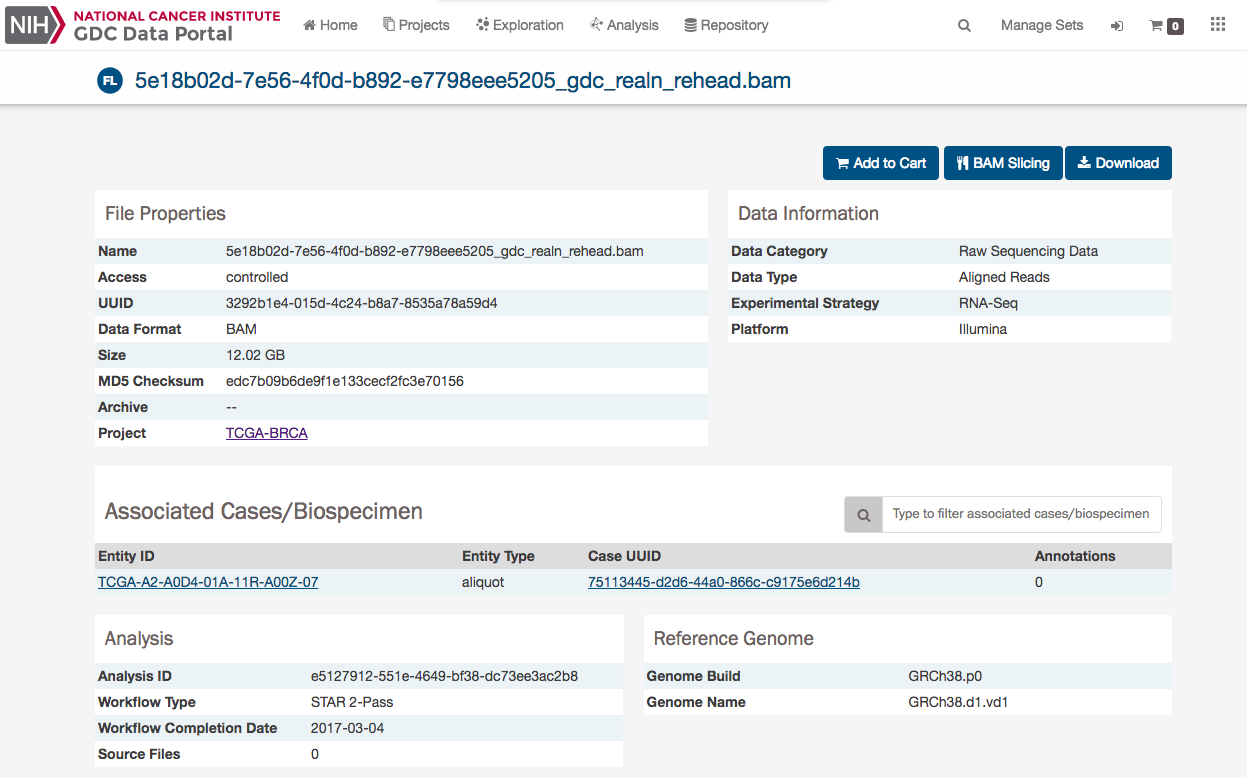 NIH NATIONAL CANCER INSTITUTE
GDC Data Portal
Home Projects Exploration Analysis Repository Manage Sets 0
FL 5e18b02d-7e56-4f0d-b892-e7798eee5205_gdc_realn_rehead.bam
Add to Cart BAM Slicing Download
File Properties
Name 5e18b02d-7e56-4f0d-b892-e7798eee5205_gdc_realn_rehead.bam
Access controlled
UUID 3292b1e4-015d-4c24-b8a7-8535a78a59d4
Data Format BAM
Size 12.02 GB
MD5 Checksum edc7b09b6de9f1e133cecf2fc3e70156
Archive --
Project TCGA-BRCA
Data Information
Data Category Raw Sequencing Data
Data Type Aligned Reads
Experimental Strategy RNA-Seq
Platform Illumina
Associated Cases/Biospecimen
Type to filter associated cases/biospecimen
Entity ID Entity Type Case UUID Annotations
TCGA-A2-A0D4-01A-11R-A00Z-07 aliquot 75113445-d2d6-44a0-866c-c9175e6d214b 0
Analysis
Analysis ID e5127912-551e-4649-bf38-dc73ee3ac2b8
Workflow Type STAR 2-Pass
Workflow Completion Date 2017-03-04
Source Files 0
Reference Genome
Genome Build GRCh38.p0
Genome Name GRCh38.d1.vd1